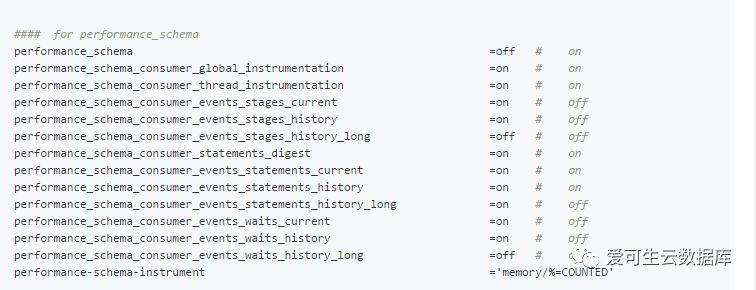 ####  for performance_schema
performance_schema =off # on
performance_schema_consumer_global_instrumentation =on # on
performance_schema_consumer_thread_instrumentation =on # on
performance_schema_consumer_events_stages_current =on # off
performance_schema_consumer_events_stages_history =on # off
performance_schema_consumer_events_stages_history_long =off # off
performance_schema_consumer_statements_digest =on # on
performance_schema_consumer_events_statements_current =on # on
performance_schema_consumer_events_statements_history =on # on
performance_schema_consumer_events_statements_history_long =on # off
performance_schema_consumer_events_waits_current =on # off
performance_schema_consumer_events_waits_history =on # off
performance_schema_consumer_events_waits_history_long =off #
performance-schema-instrument ='memory/%=COUNTED'
爱可生云数据库